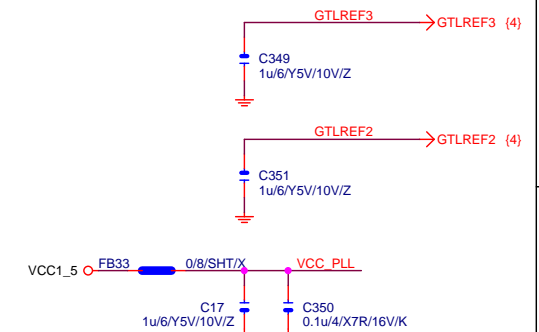 GTLREF3 GTLREF3 {4}
C349
1u/6/Y5V/10V/Z
GTLREF2 GTLREF2 {4}
C351
1u/6/Y5V/10V/Z
VCC1_5 FB33 0/8/SHT/X VCC_PLL
C17 C350
1u/6/Y5V/10V/Z 0.1u/4/X7R/16V/K